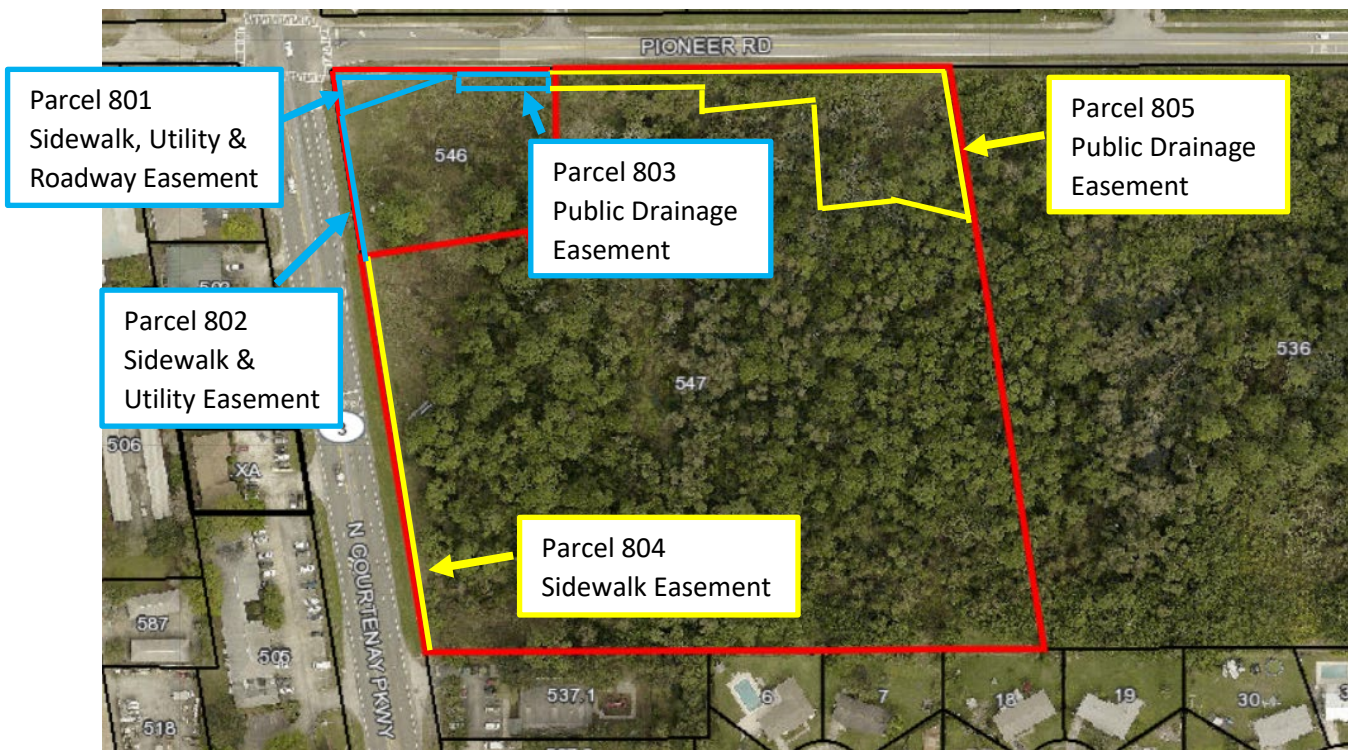 PIONEER RD
Parcel 801
Sidewalk, Utility &
Roadway Easement
Parcel 805
Public Drainage
Easement
546
Parcel 803
Public Drainage
Easement
Parcel 802
Sidewalk &
Utility Easement
536
547
3
506
XA
N COURTENAY PKWY
Parcel 804
Sidewalk Easement
587
505
537.1
6
7
18
19
30
518